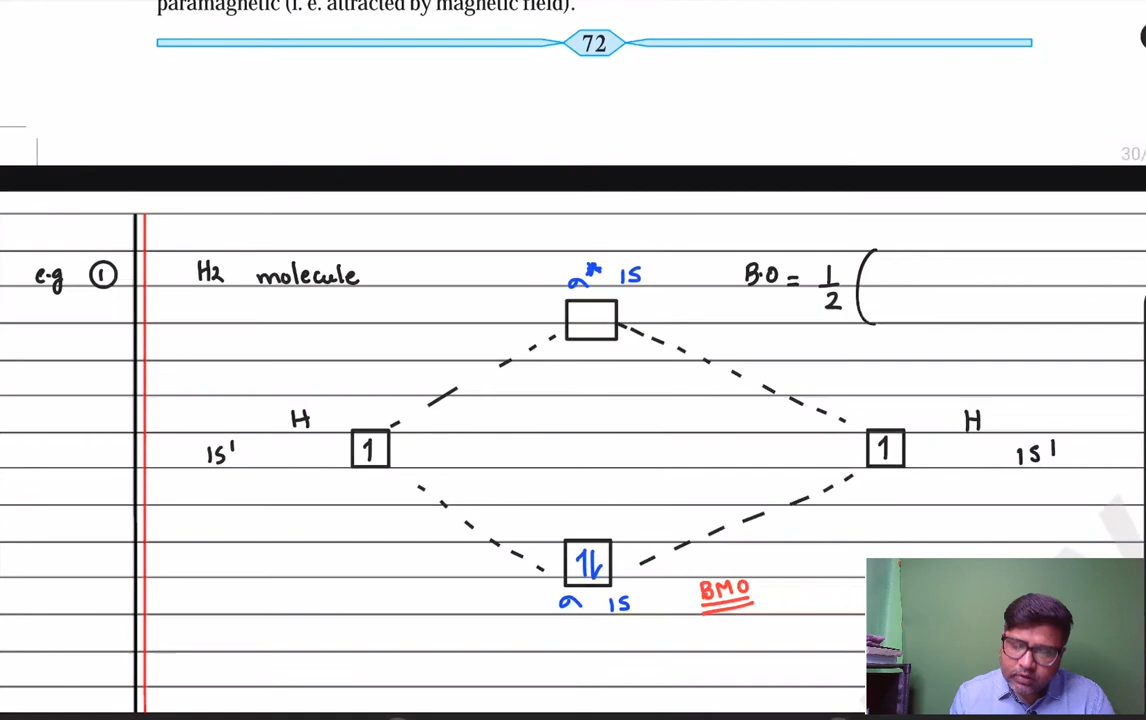 paramagnetic (i. e. attracted by magnetic field).
72
30/
e.g ① H2 molecule
σ* 1s
B.O = 1/2 (
H
1
1s¹
H
1
1s¹
1⇂
σ 1s
BMO